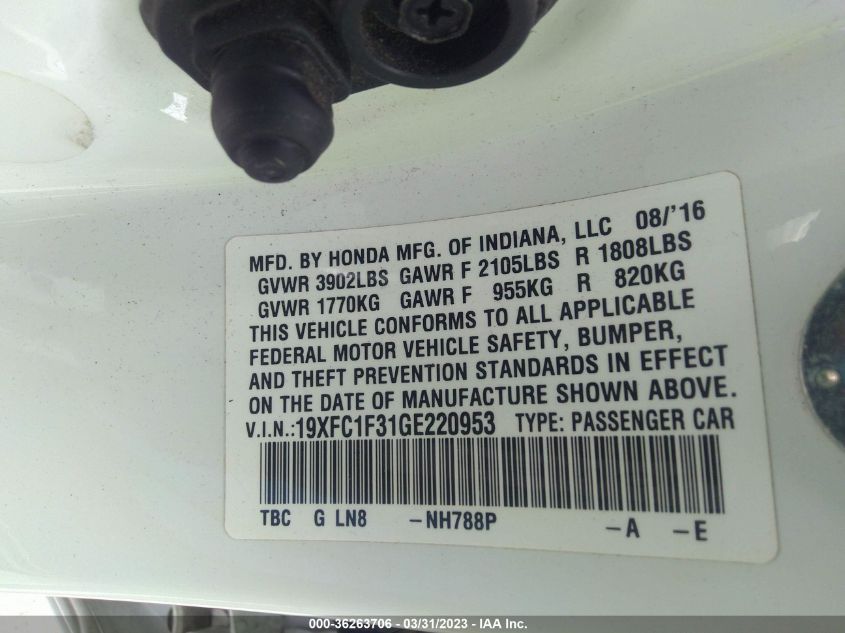 MFD. BY HONDA MFG. OF INDIANA, LLC 08/'16
GVWR 3902LBS GAWR F 2105LBS R 1808LBS
GVWR 1770KG GAWR F 955KG R 820KG
THIS VEHICLE CONFORMS TO ALL APPLICABLE
FEDERAL MOTOR VEHICLE SAFETY, BUMPER,
AND THEFT PREVENTION STANDARDS IN EFFECT
ON THE DATE OF MANUFACTURE SHOWN ABOVE.
V.I.N.:19XFC1F31GE220953 TYPE: PASSENGER CAR
TBC G LN8 -NH788P -A -E
000-36263706 - 03/31/2023 - IAA Inc.